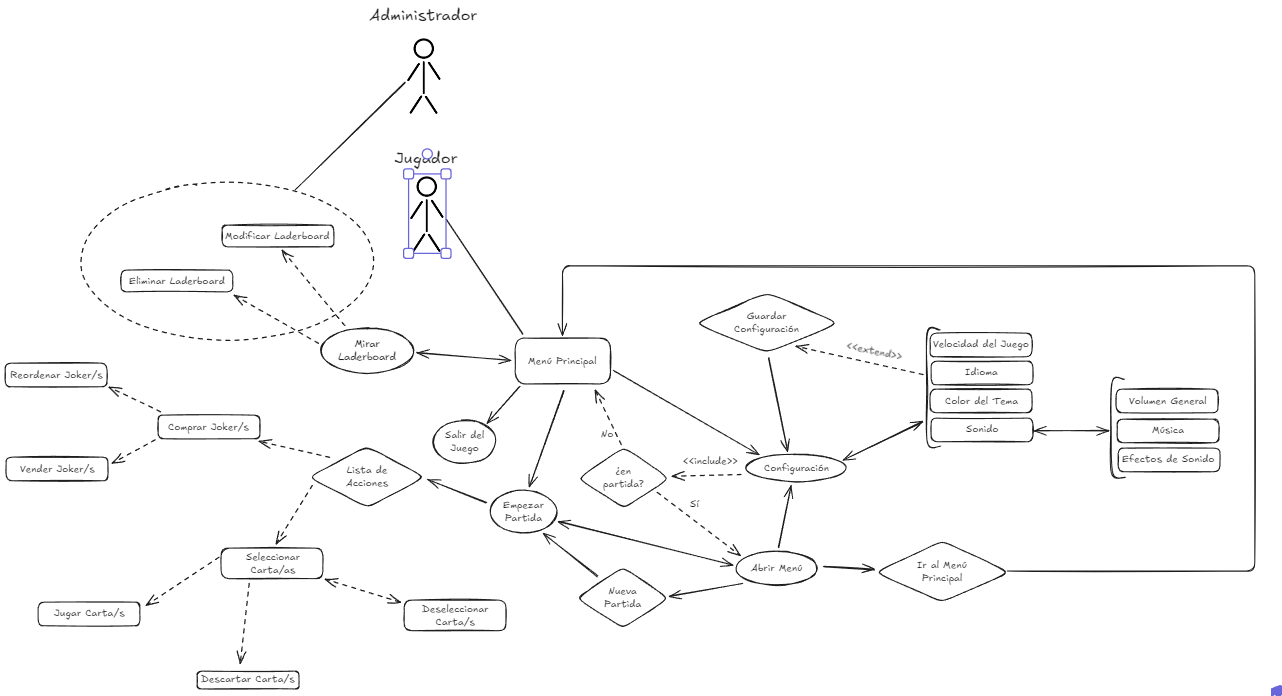 Administrador
Jugador
Modificar Laderboard
Eliminar Laderboard
Mirar
Laderboard
Menú Principal
Guardar
Configuración
<<extend>>
Velocidad del Juego
Idioma
Color del Tema
Sonido
Volumen General
Música
Efectos de Sonido
Reordenar Joker/s
Comprar Joker/s
Vender Joker/s
Salir del
Juego
Lista de
Acciones
No
¿en
partida?
<<include>>
Configuración
Sí
Empezar
Partida
Seleccionar
Carta/as
Abrir Menú
Ir al Menú
Principal
Nueva
Partida
Jugar Carta/s
Deseleccionar
Carta/s
Descartar Carta/s